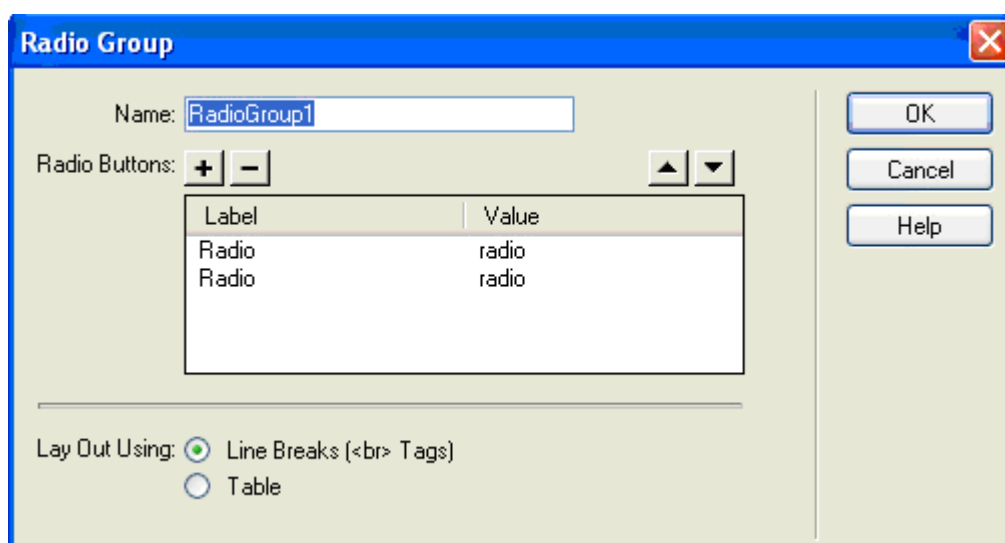 Radio Group
Name: RadioGroup1
OK
Radio Buttons: + −
Cancel
Label Value
Help
Radio radio
Radio radio
Lay Out Using: Line Breaks (<br> Tags)
Table